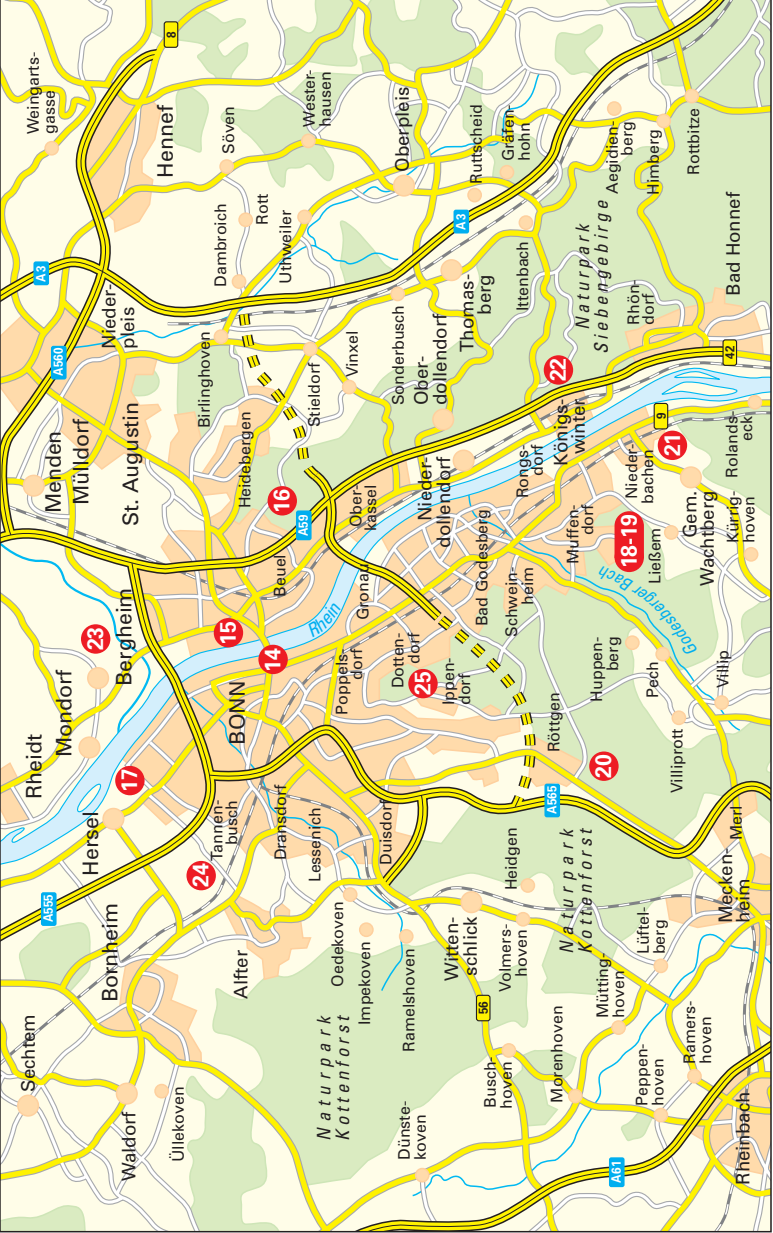 Weingarts-
gasse
8
Hennef
Söven
Wester-
hausen
Oberpleis
Ruttscheid
Gräfen-
hohn
Aegidien-
berg
Himberg
Rottbitze
A3
Dambroich
Rott
Uthweiler
A3
Ittenbach
Naturpark
Siebengebirge
Bad Honnef
A560
Nieder-
pleis
Birlinghoven
Stieldorf
Vinxel
Sonderbusch
Thomas-
berg
Rhön-
dorf
42
Menden
Mülldorf
St. Augustin
Heidebergen
16
A59
Ober-
kassel
Ober-
dollendorf
22
Königs-
winter
9
21
Rolands-
eck
Nieder-
dollendorf
Rongs-
dorf
Nieder-
bachen
Gem.
Wachtberg
Kürrig-
hoven
23
Bergheim
15
Beuel
Rhein
Gronau
Bad Godesberg
Schwein-
heim
Muffen-
dorf
18-19
Ließem
Godesberger Bach
Rheidt
Mondorf
14
BONN
Poppels-
dorf
Dotten-
dorf
25
Ippen-
dorf
Röttgen
Huppen-
berg
Pech
Villip
Villiprott
17
Hersel
Tannen-
busch
24
Dransdorf
Lessenich
Duisdorf
A565
20
Merl
A555
Bornheim
Alfter
Oedekoven
Impekoven
Ramelshoven
Witten-
schlick
Volmers-
hoven
Heidgen
Naturpark
Kottenforst
Lüftel-
berg
Mecken-
heim
Sechtem
Waldorf
Üllekoven
Naturpark
Kottenforst
56
Busch-
hoven
Morenhoven
Mütting-
hoven
Ramers-
hoven
Peppen-
hoven
Dünste-
koven
A61
Rheinbach